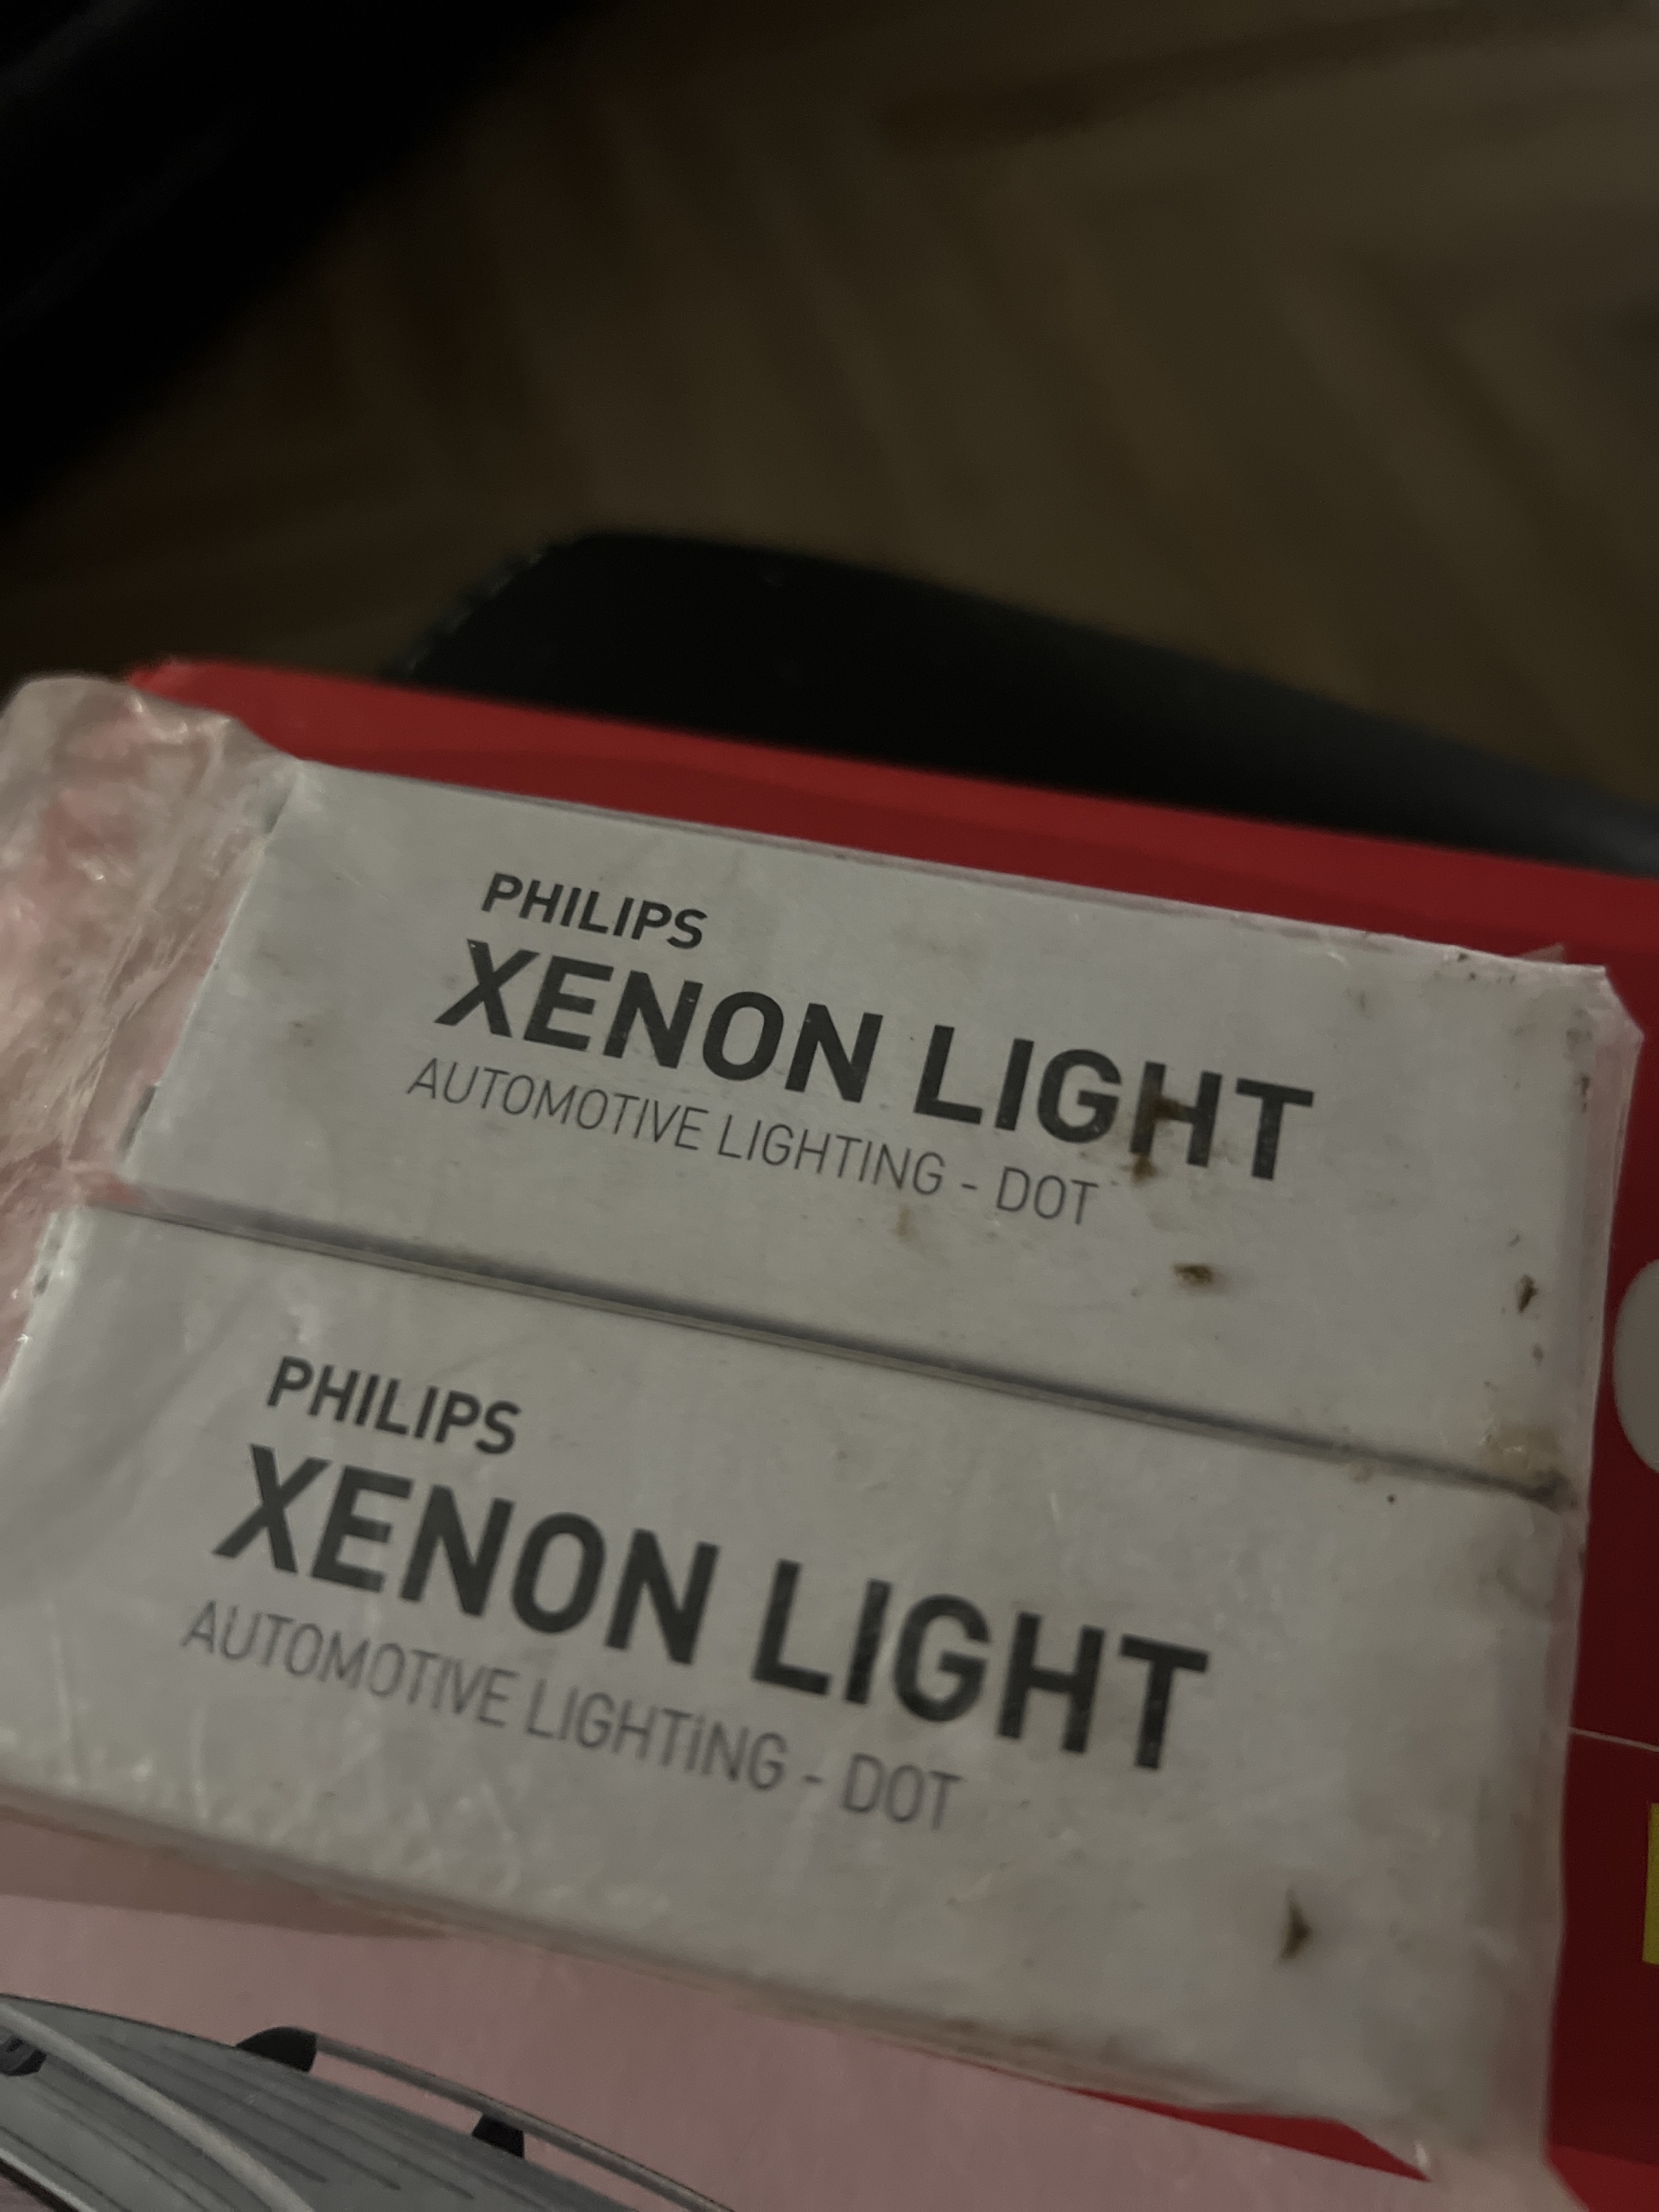 PHILIPS
XENON LIGHT
AUTOMOTIVE LIGHTING - DOT
PHILIPS
XENON LIGHT
AUTOMOTIVE LIGHTING - DOT